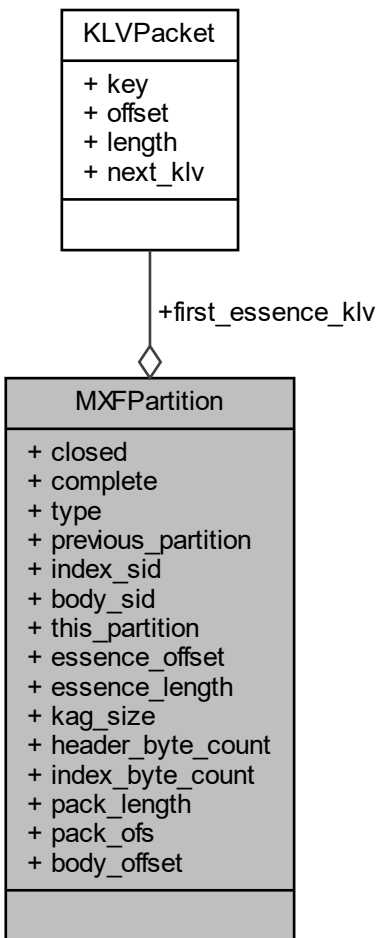 KLVPacket
+ key
+ offset
+ length
+ next_klv
+first_essence_klv
MXFPartition
+ closed
+ complete
+ type
+ previous_partition
+ index_sid
+ body_sid
+ this_partition
+ essence_offset
+ essence_length
+ kag_size
+ header_byte_count
+ index_byte_count
+ pack_length
+ pack_ofs
+ body_offset